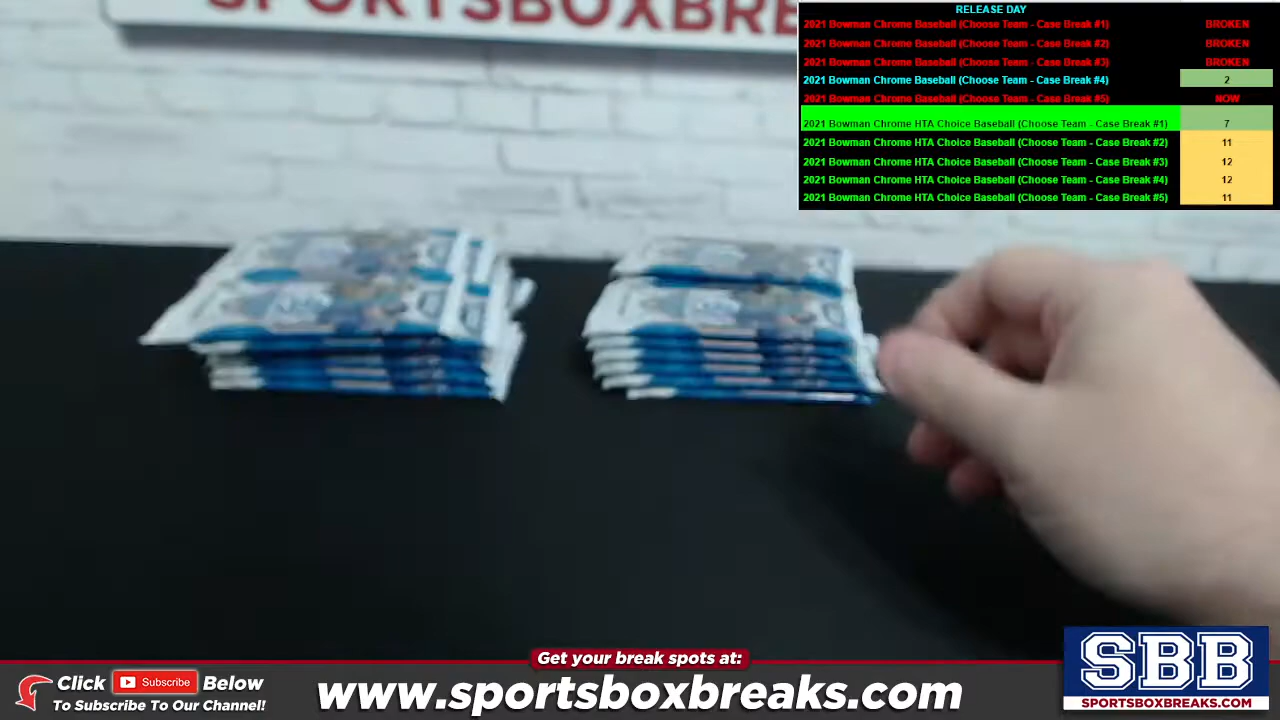 SPORTSBOXBREA
RELEASE DAY
2021 Bowman Chrome Baseball (Choose Team - Case Break #1) BROKEN
2021 Bowman Chrome Baseball (Choose Team - Case Break #2) BROKEN
2021 Bowman Chrome Baseball (Choose Team - Case Break #3) BROKEN
2021 Bowman Chrome Baseball (Choose Team - Case Break #4) 2
2021 Bowman Chrome Baseball (Choose Team - Case Break #5) NOW
2021 Bowman Chrome HTA Choice Baseball (Choose Team - Case Break #1) 7
2021 Bowman Chrome HTA Choice Baseball (Choose Team - Case Break #2) 11
2021 Bowman Chrome HTA Choice Baseball (Choose Team - Case Break #3) 12
2021 Bowman Chrome HTA Choice Baseball (Choose Team - Case Break #4) 12
2021 Bowman Chrome HTA Choice Baseball (Choose Team - Case Break #5) 11
Get your break spots at:
Click Subscribe Below
To Subscribe To Our Channel!
www.sportsboxbreaks.com
SBB
SPORTSBOXBREAKS.COM